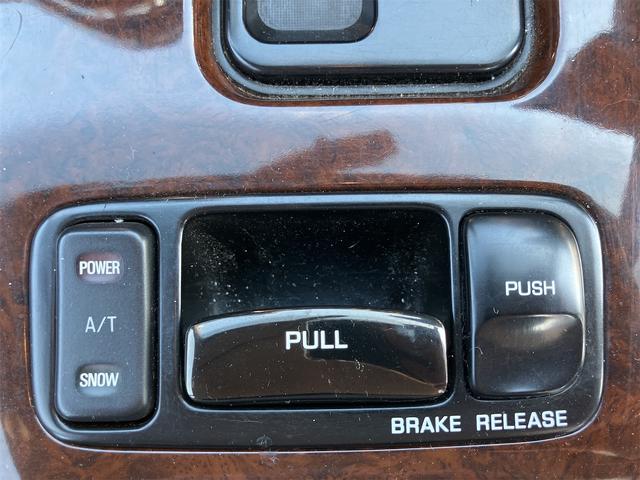 POWER
A/T
SNOW
PULL
PUSH
BRAKE RELEASE